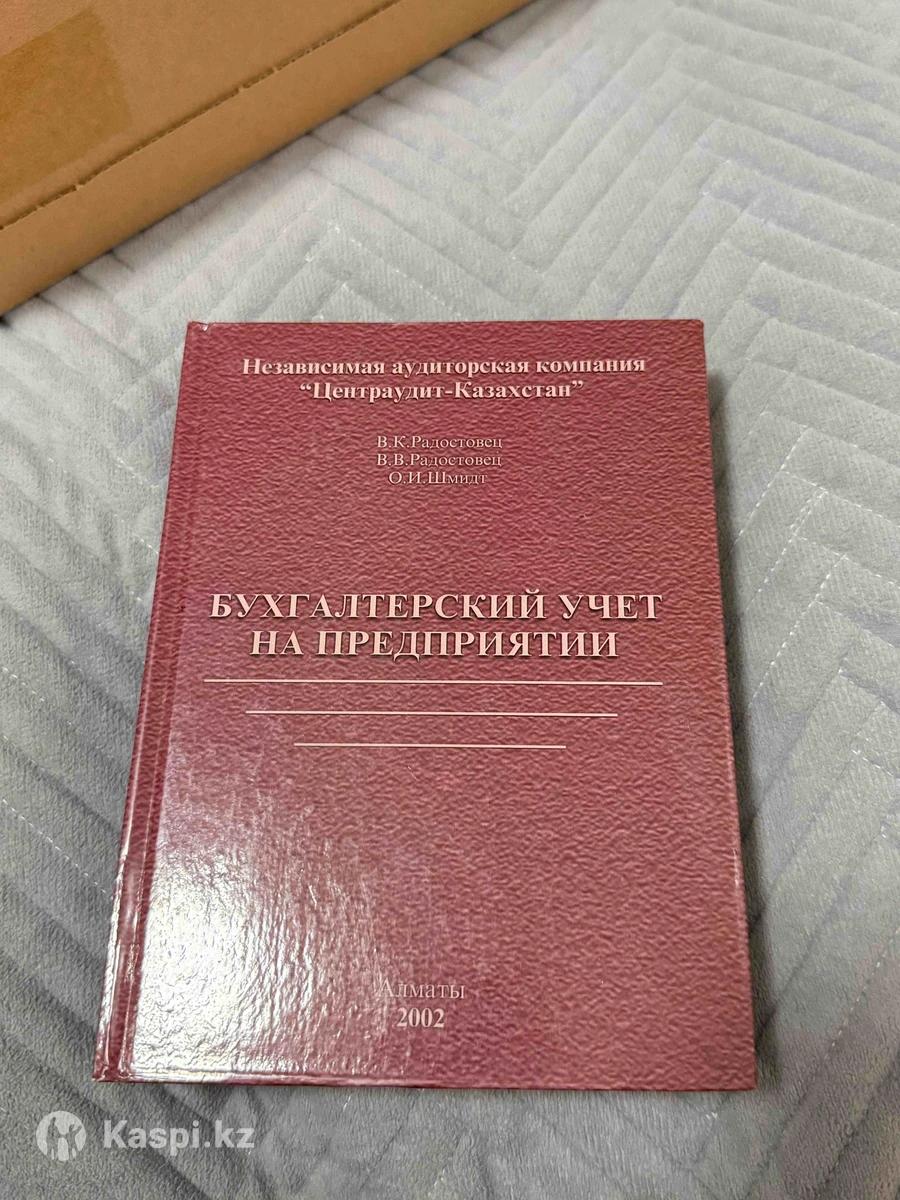 Независимая аудиторская компания
“Центраудит-Казахстан”
В.К.Радостовец
В.В.Радостовец
О.И.Шмидт
БУХГАЛТЕРСКИЙ УЧЕТ
НА ПРЕДПРИЯТИИ
Алматы
2002
Kaspi.kz